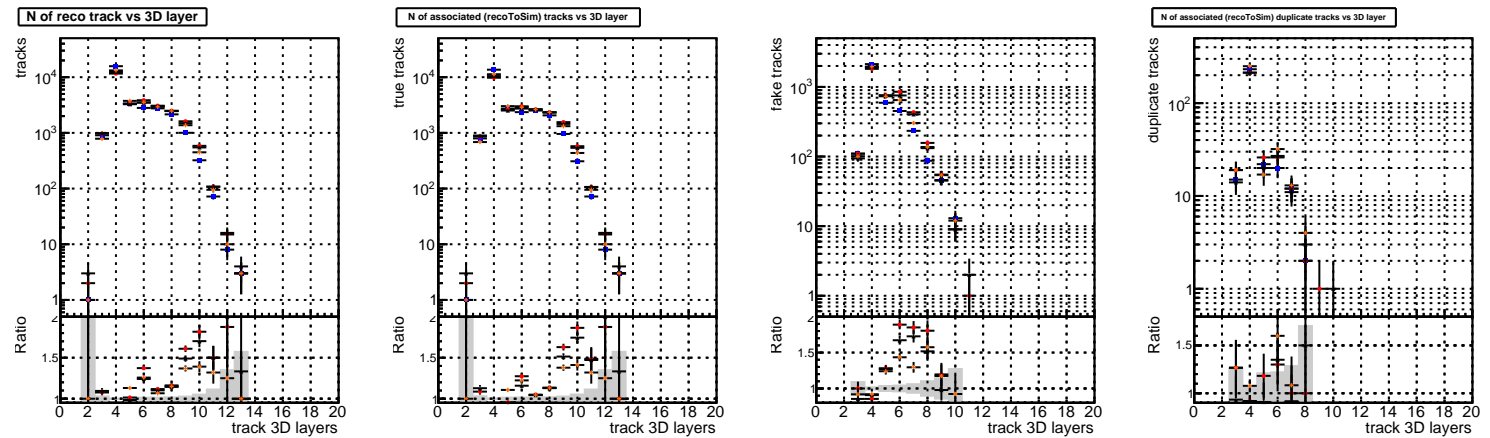 N of reco track vs 3D layer
tracks
10^4
10^3
10^2
10
1
Ratio
2
1.5
1
0 2 4 6 8 10 12 14 16 18 20
track 3D layers
N of associated (recoToSim) tracks vs 3D layer
true tracks
10^4
10^3
10^2
10
1
Ratio
2
1.5
1
0 2 4 6 8 10 12 14 16 18 20
track 3D layers
fake tracks
10^3
10^2
10
1
Ratio
2
1.5
1
0 2 4 6 8 10 12 14 16 18 20
track 3D layers
N of associated (recoToSim) duplicate tracks vs 3D layer
duplicate tracks
10^2
10
1
Ratio
1.5
1
0 2 4 6 8 10 12 14 16 18 20
track 3D layers